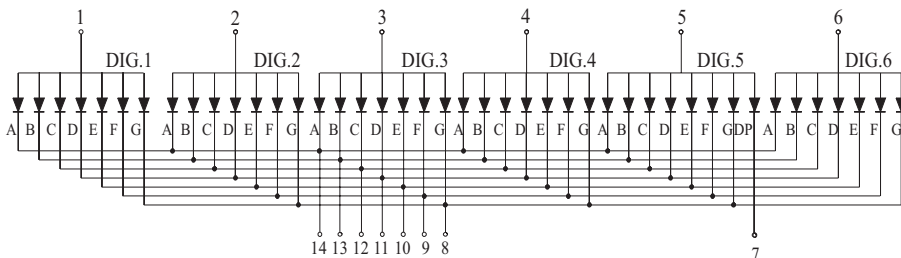 1 2 3 4 5 6
DIG.1 DIG.2 DIG.3 DIG.4 DIG.5 DIG.6
A B C D E F G A B C D E F G A B C D E F G A B C D E F G A B C D E F G DP A B C D E F G
14 13 12 11 10 9 8 7